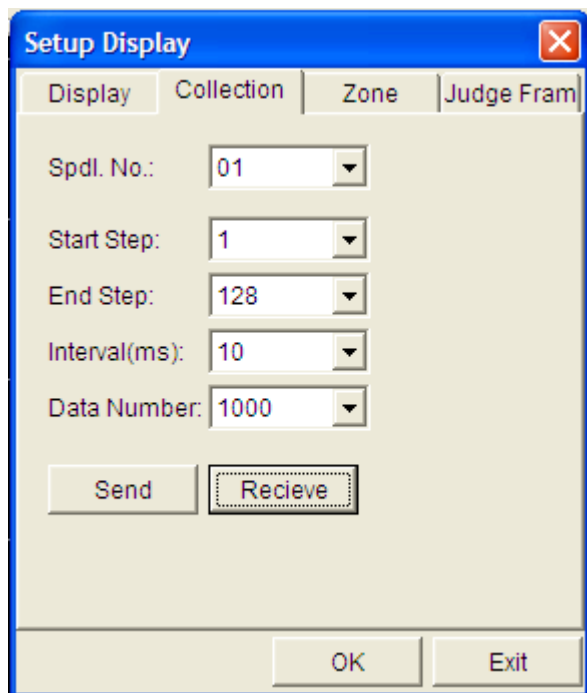 Setup Display
Display Collection Zone Judge Fram
Spdl. No.: 01
Start Step: 1
End Step: 128
Interval(ms): 10
Data Number: 1000
Send Recieve
OK Exit